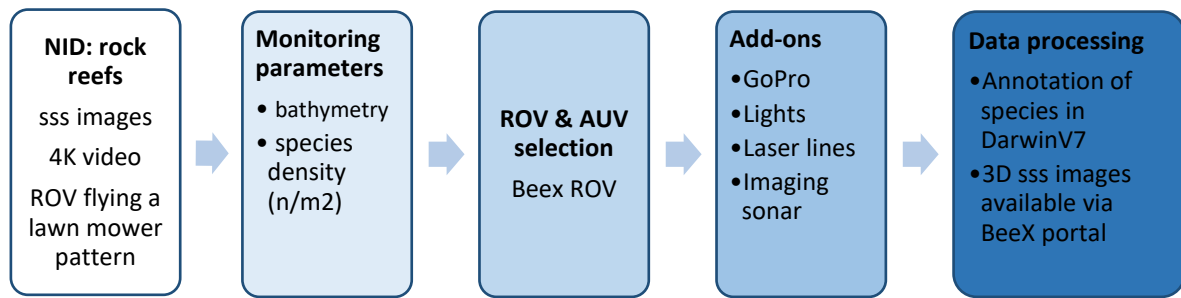 NID: rock
reefs
sss images
4K video
ROV flying a
lawn mower
pattern
Monitoring
parameters
• bathymetry
• species
density
(n/m2)
ROV & AUV
selection
Beex ROV
Add-ons
•GoPro
•Lights
•Laser lines
•Imaging
sonar
Data processing
•Annotation of
species in
DarwinV7
•3D sss images
available via
BeeX portal